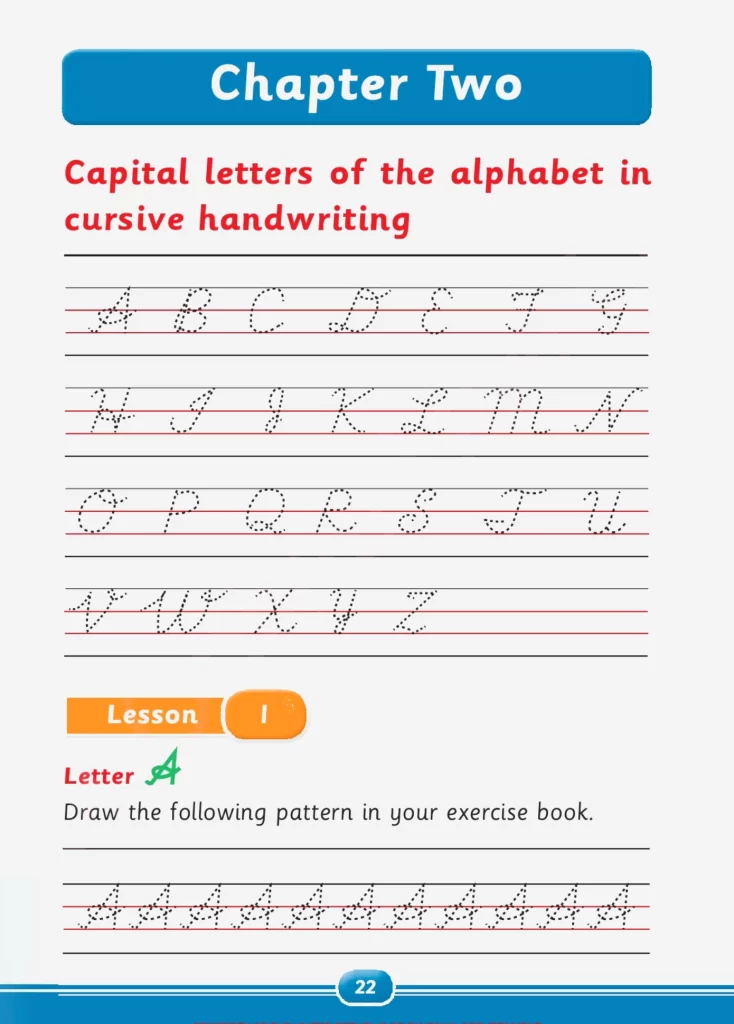 Chapter Two
Capital letters of the alphabet in
cursive handwriting
A B C D E F G
H I J K L M N
O P Q R S T U
V W X Y Z
Lesson 1
Letter A
Draw the following pattern in your exercise book.
A A A A A A A A A A A
22